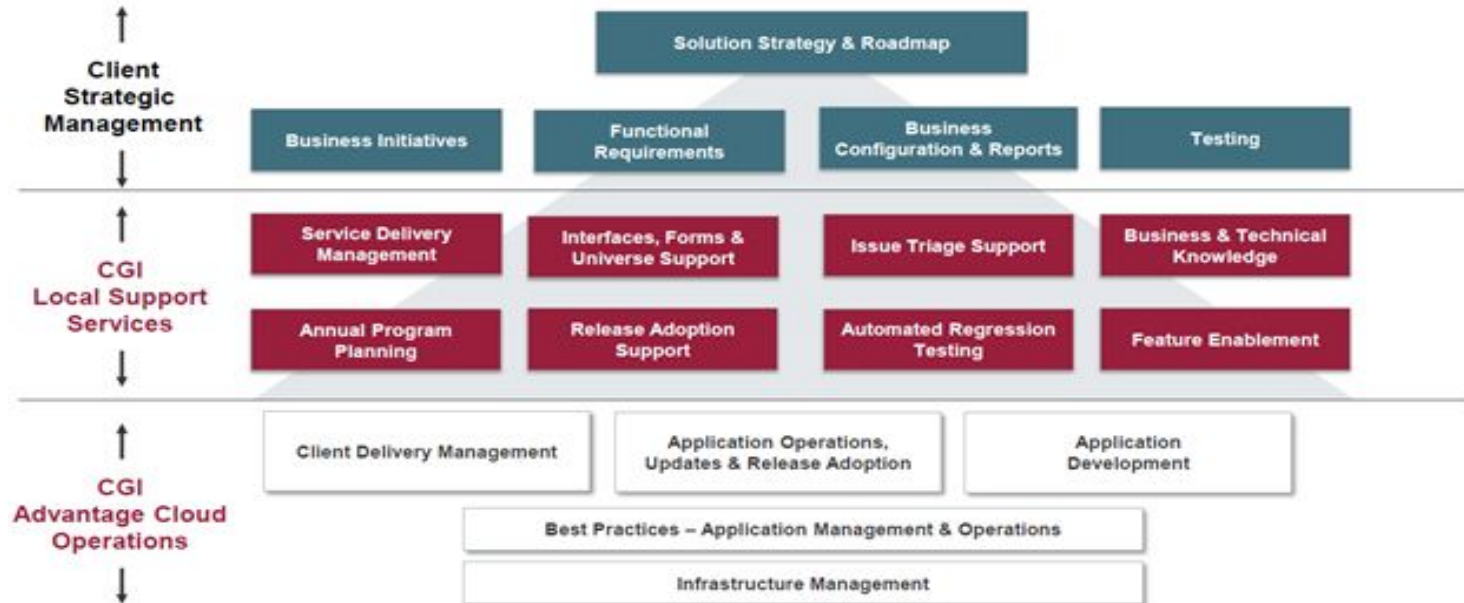 Client
Strategic
Management
Solution Strategy & Roadmap
Business Initiatives
Functional
Requirements
Business
Configuration & Reports
Testing
CGI
Local Support
Services
Service Delivery
Management
Interfaces, Forms &
Universe Support
Issue Triage Support
Business & Technical
Knowledge
Annual Program
Planning
Release Adoption
Support
Automated Regression
Testing
Feature Enablement
CGI
Advantage Cloud
Operations
Client Delivery Management
Application Operations,
Updates & Release Adoption
Application
Development
Best Practices – Application Management & Operations
Infrastructure Management